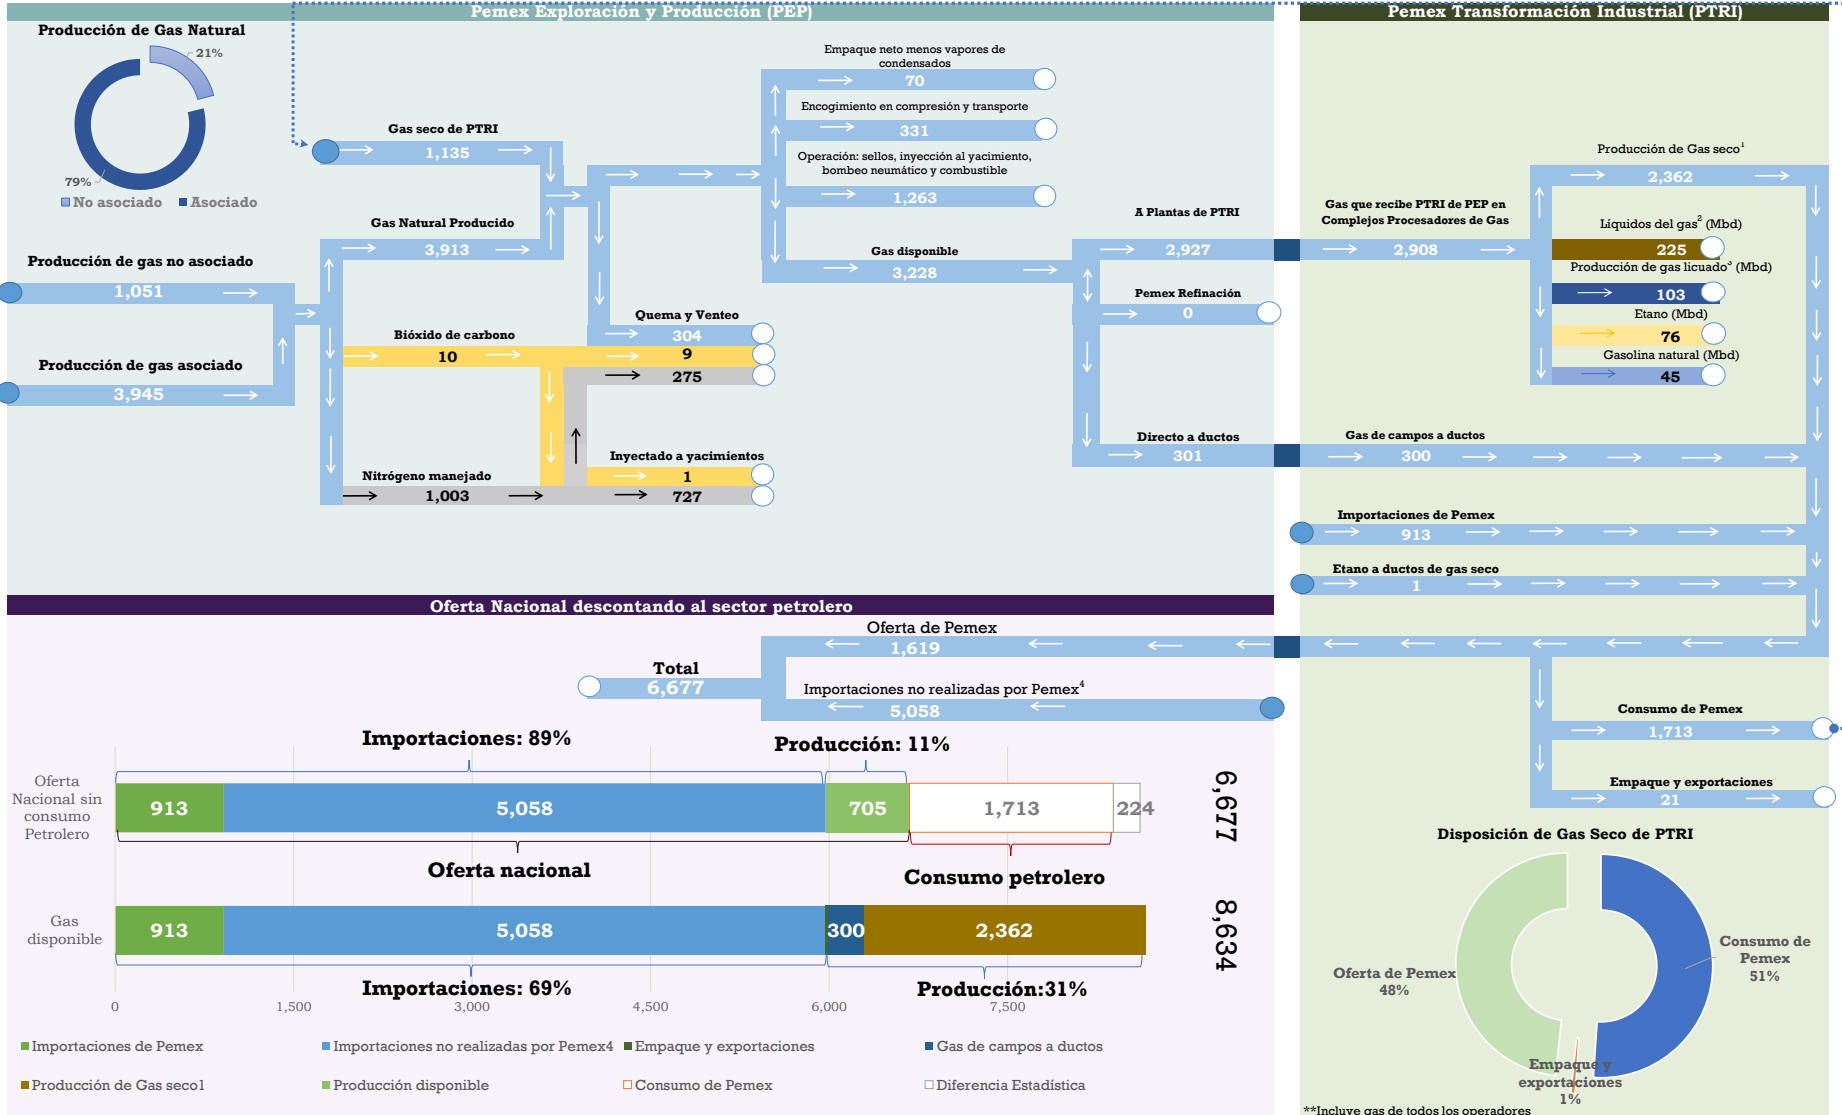 Pemex Exploración y Producción (PEP)
Pemex Transformación Industrial (PTRI)
Producción de Gas Natural
21%
79%
No asociado
Asociado
Gas seco de PTRI
1,135
Gas Natural Producido
3,913
Producción de gas no asociado
1,051
Producción de gas asociado
3,945
Bióxido de carbono
10
Nitrógeno manejado
1,003
Quema y Venteo
304
9
275
Inyectado a yacimientos
1
727
Empaque neto menos vapores de
condensados
70
Encogimiento en compresión y transporte
331
Operación: sellos, inyección al yacimiento,
bombeo neumático y combustible
1,263
Gas disponible
3,228
A Plantas de PTRI
2,927
Pemex Refinación
0
Directo a ductos
301
Gas que recibe PTRI de PEP en
Complejos Procesadores de Gas
2,908
Producción de Gas seco¹
2,362
Líquidos del gas² (Mbd)
225
Producción de gas licuado³ (Mbd)
103
Etano (Mbd)
76
Gasolina natural (Mbd)
45
Gas de campos a ductos
300
Importaciones de Pemex
913
Etano a ductos de gas seco
1
Oferta Nacional descontando al sector petrolero
Oferta de Pemex
1,619
Total
6,677
Importaciones no realizadas por Pemex⁴
5,058
Consumo de Pemex
1,713
Empaque y exportaciones
21
Importaciones: 89%
Producción: 11%
Oferta
Nacional sin
consumo
Petrolero
913
5,058
705
1,713
224
6,677
Oferta nacional
Consumo petrolero
Gas
disponible
913
5,058
300
2,362
8,634
Importaciones: 69%
Producción:31%
0
1,500
3,000
4,500
6,000
7,500
Importaciones de Pemex
Importaciones no realizadas por Pemex4
Empaque y exportaciones
Gas de campos a ductos
Producción de Gas seco1
Producción disponible
Consumo de Pemex
Diferencia Estadística
Disposición de Gas Seco de PTRI
Oferta de Pemex
48%
Consumo de
Pemex
51%
Empaque y
exportaciones
1%
**Incluye gas de todos los operadores